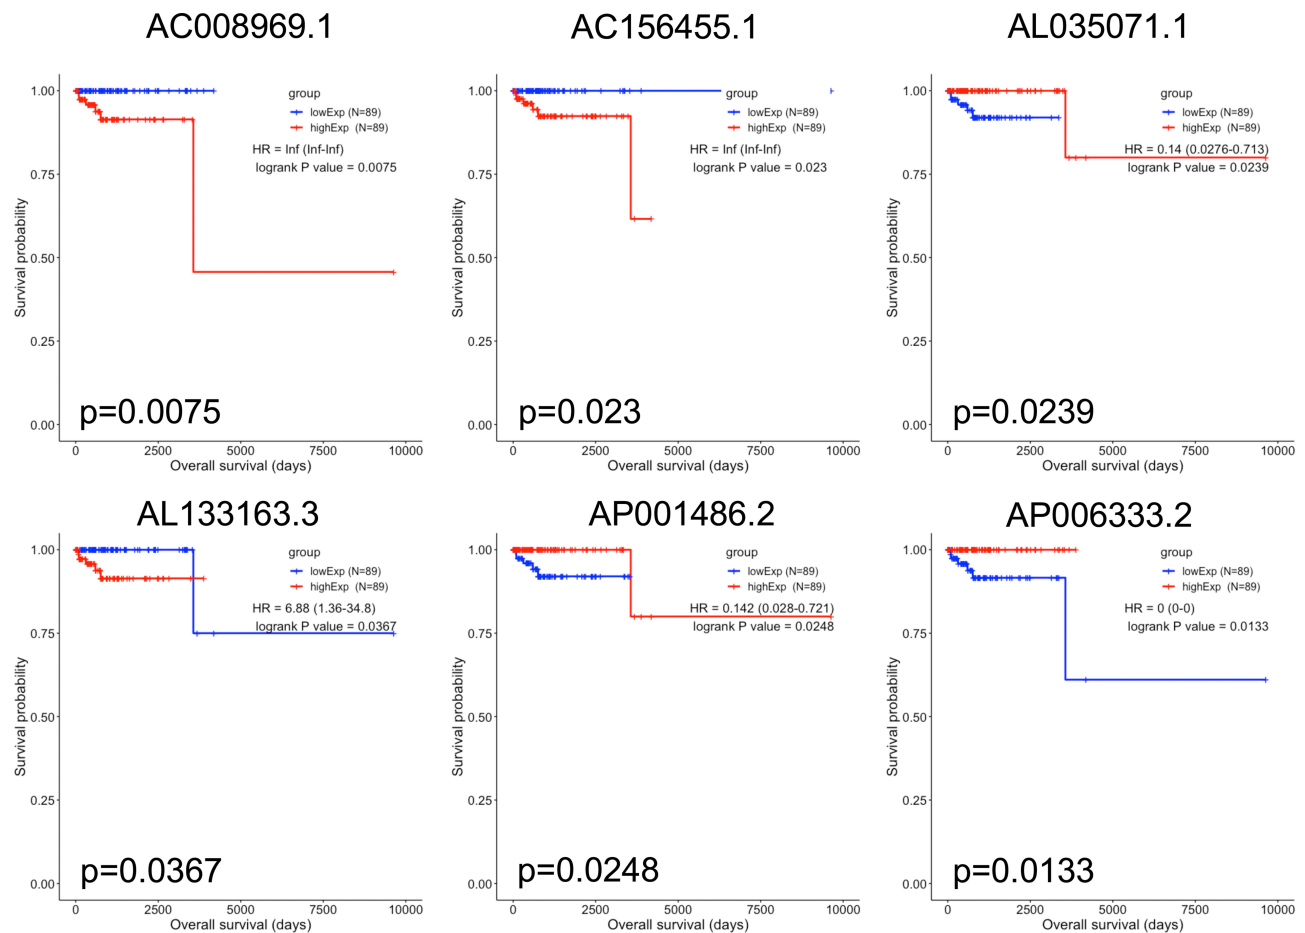 AC008969.1
1.00
0.75
0.50
0.25
0.00
Survival probability
group
lowExp (N=89)
highExp (N=89)
HR = Inf (Inf-Inf)
logrank P value = 0.0075
p=0.0075
0 2500 5000 7500 10000
Overall survival (days)
AC156455.1
1.00
0.75
0.50
0.25
0.00
Survival probability
group
lowExp (N=89)
highExp (N=89)
HR = Inf (Inf-Inf)
logrank P value = 0.023
p=0.023
0 2500 5000 7500 10000
Overall survival (days)
AL035071.1
1.00
0.75
0.50
0.25
0.00
Survival probability
group
lowExp (N=89)
highExp (N=89)
HR = 0.14 (0.0276-0.713)
logrank P value = 0.0239
p=0.0239
0 2500 5000 7500 10000
Overall survival (days)
AL133163.3
1.00
0.75
0.50
0.25
0.00
Survival probability
group
lowExp (N=89)
highExp (N=89)
HR = 6.88 (1.36-34.8)
logrank P value = 0.0367
p=0.0367
0 2500 5000 7500 10000
Overall survival (days)
AP001486.2
1.00
0.75
0.50
0.25
0.00
Survival probability
group
lowExp (N=89)
highExp (N=89)
HR = 0.142 (0.028-0.721)
logrank P value = 0.0248
p=0.0248
0 2500 5000 7500 10000
Overall survival (days)
AP006333.2
1.00
0.75
0.50
0.25
0.00
Survival probability
group
lowExp (N=89)
highExp (N=89)
HR = 0 (0-0)
logrank P value = 0.0133
p=0.0133
0 2500 5000 7500 10000
Overall survival (days)